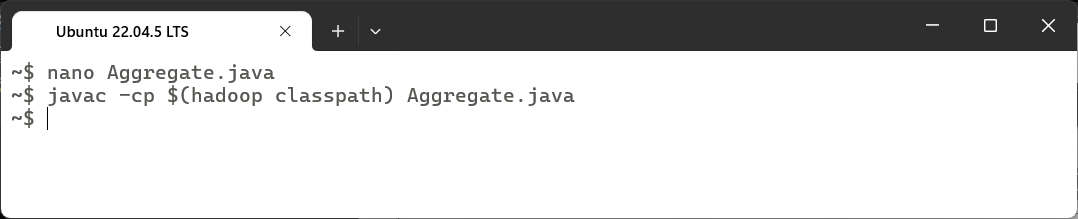 Ubuntu 22.04.5 LTS
~$ nano Aggregate.java
~$ javac -cp $(hadoop classpath) Aggregate.java
~$